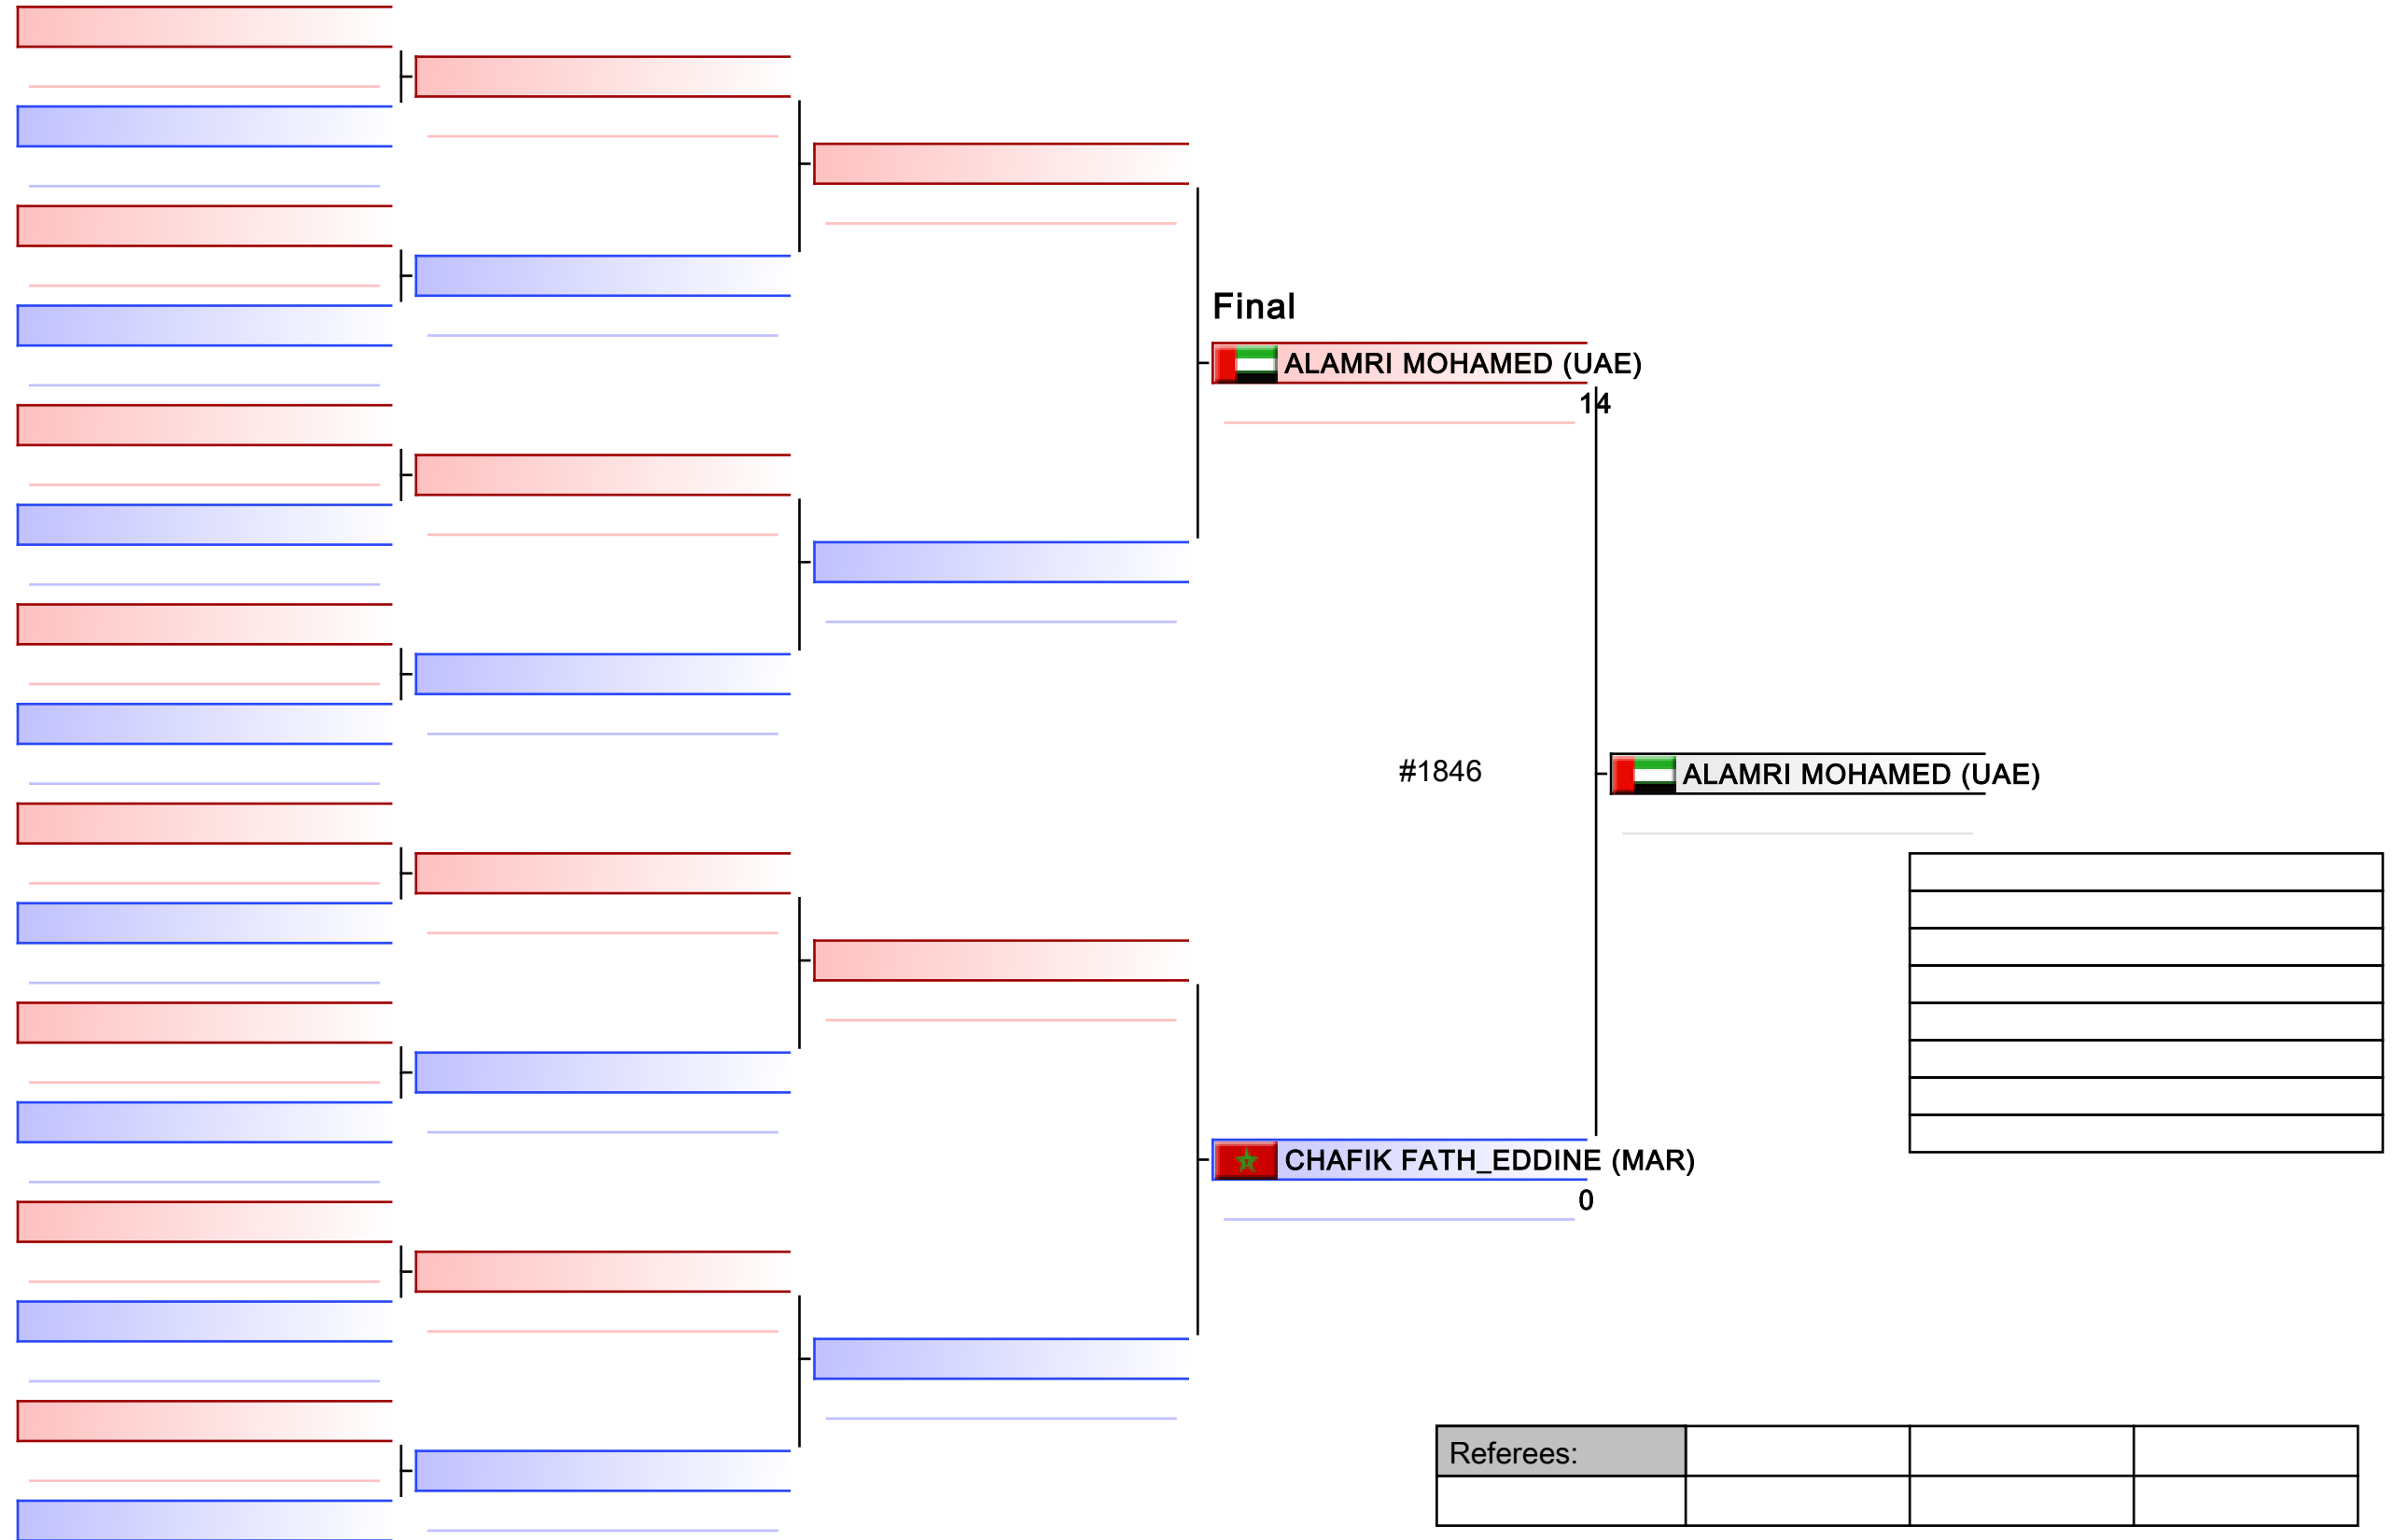 Final
ALAMRI MOHAMED (UAE)
14
#1846
ALAMRI MOHAMED (UAE)
CHAFIK FATH_EDDINE (MAR)
0
Referees: